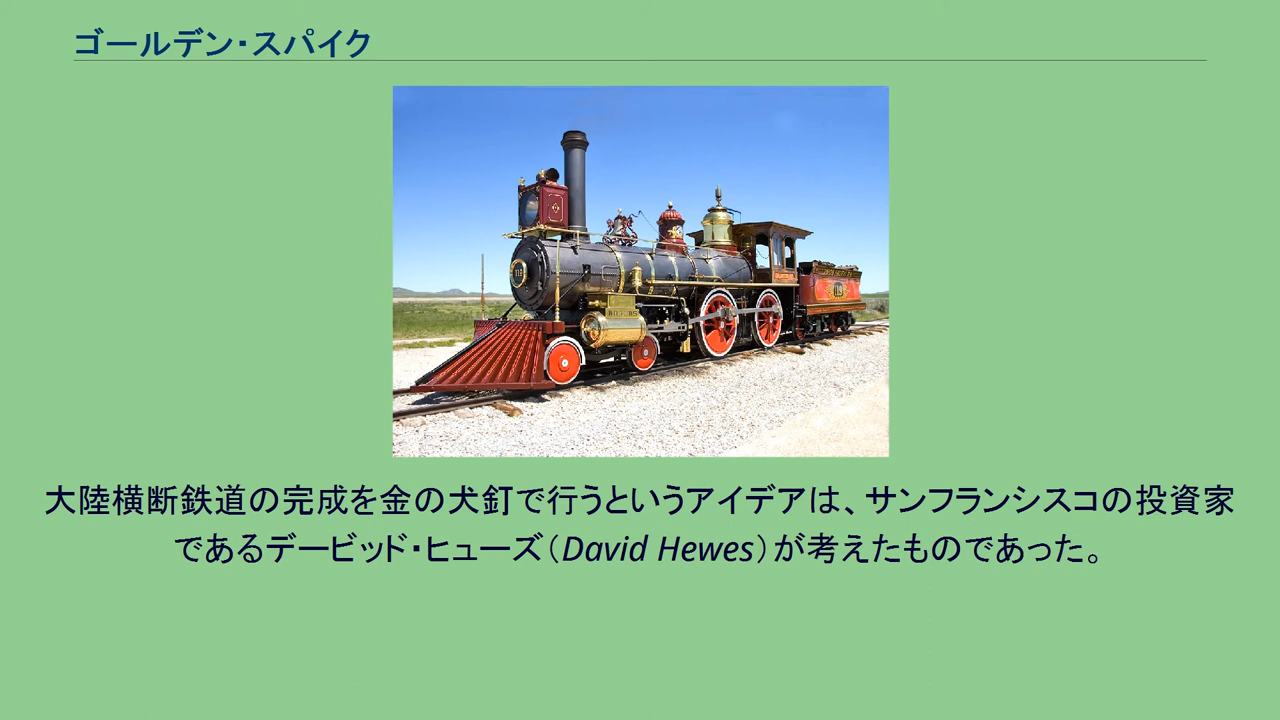 ゴールデン・スパイク
119
119
大陸横断鉄道の完成を金の犬釘で行うというアイデアは、サンフランシスコの投資家
であるデービッド・ヒューズ（David Hewes）が考えたものであった。